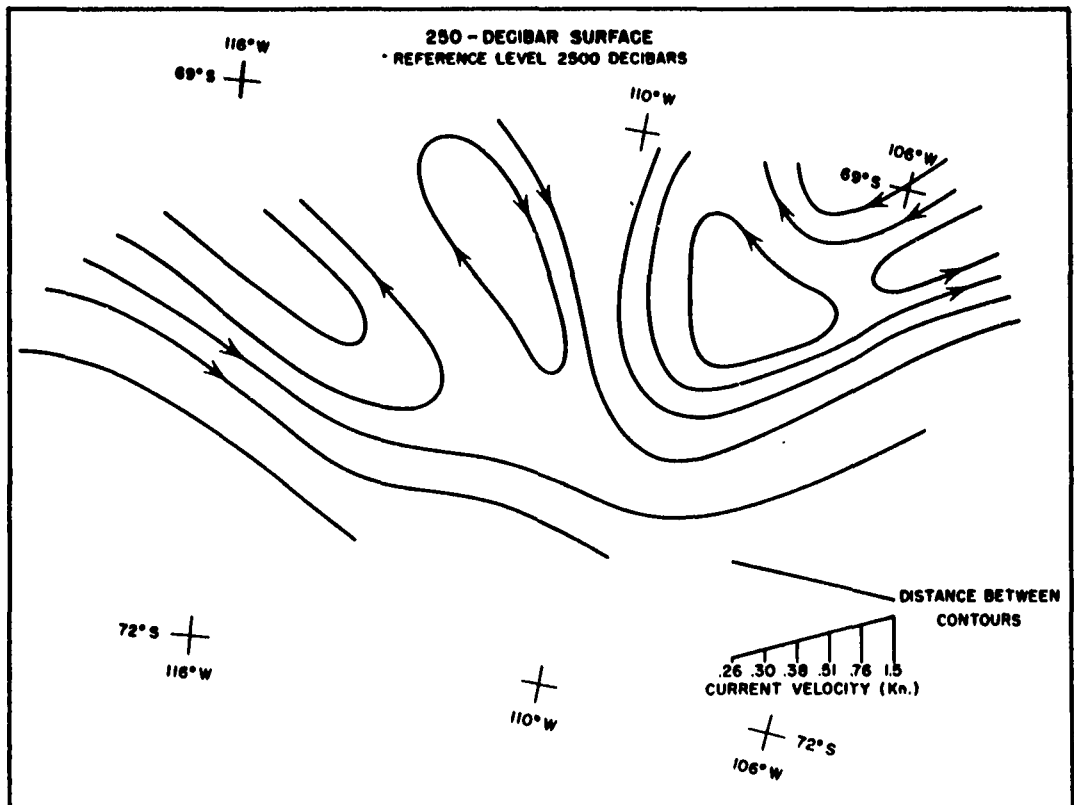 250 - DECIBAR SURFACE
REFERENCE LEVEL 2500 DECIBARS
116° W
69° S
110° W
106° W
69° S
DISTANCE BETWEEN
CONTOURS
.26 .30 .38 .51 .76 1.5
CURRENT VELOCITY (Kn.)
72° S
116° W
110° W
72° S
106° W